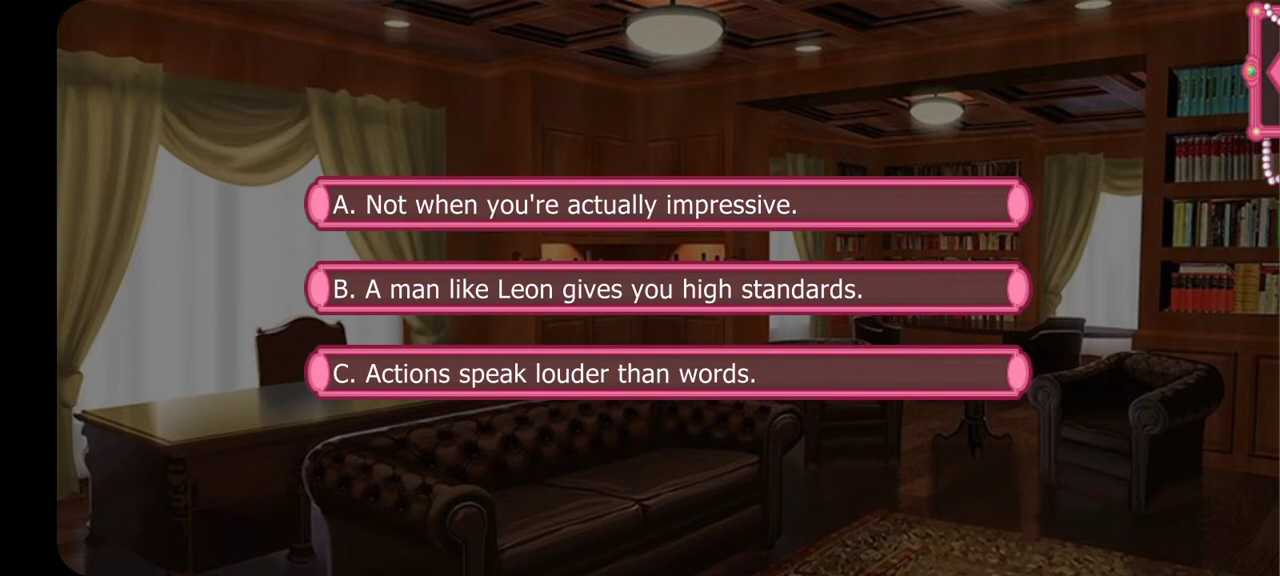 A. Not when you're actually impressive.
B. A man like Leon gives you high standards.
C. Actions speak louder than words.